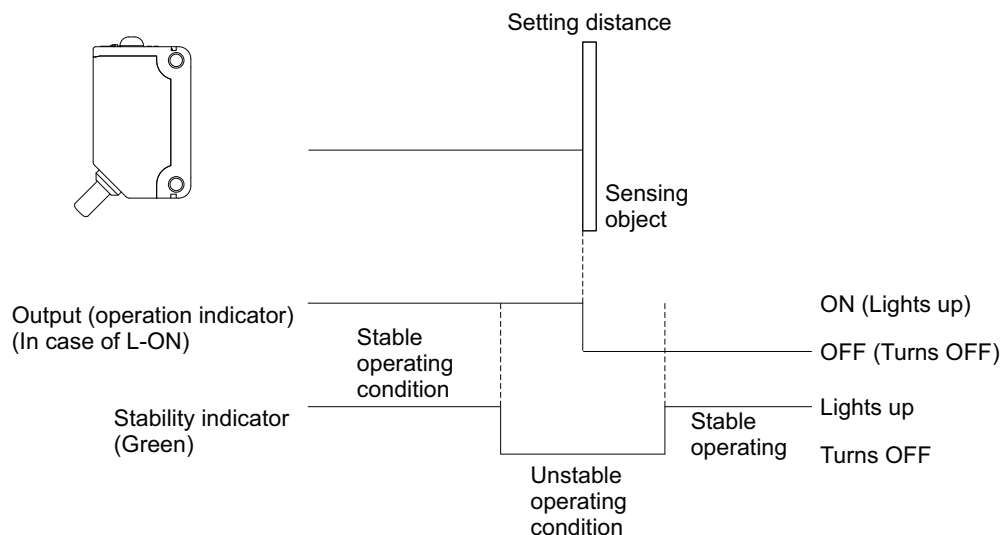 Setting distance
Sensing
object
Output (operation indicator)
(In case of L-ON)
ON (Lights up)
OFF (Turns OFF)
Stable
operating
condition
Stability indicator
(Green)
Lights up
Turns OFF
Stable
operating
Unstable
operating
condition